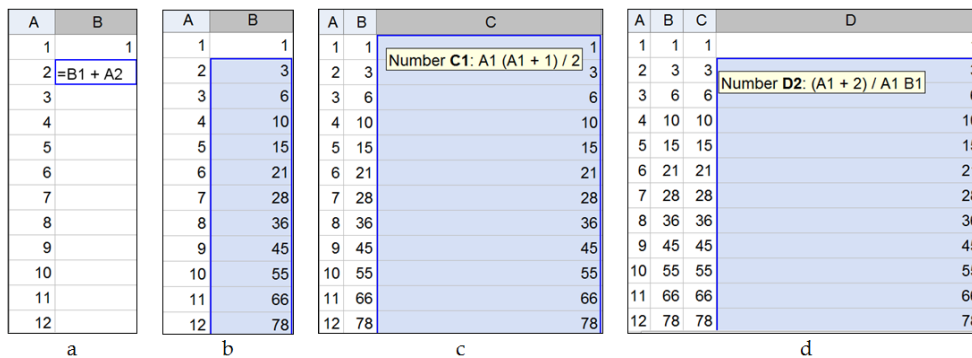 A B
1 1
2 =B1 + A2
3
4
5
6
7
8
9
10
11
12
a
A B
1 1
2 3
3 6
4 10
5 15
6 21
7 28
8 36
9 45
10 55
11 66
12 78
b
A B C
1 1 1
Number C1: A1 (A1 + 1) / 2
2 3 3
3 6 6
4 10 10
5 15 15
6 21 21
7 28 28
8 36 36
9 45 45
10 55 55
11 66 66
12 78 78
c
A B C D
1 1 1
2 3 3
Number D2: (A1 + 2) / A1 B1
3 6 6
4 10 10
5 15 15
6 21 21
7 28 28
8 36 36
9 45 45
10 55 55
11 66 66
12 78 78
d